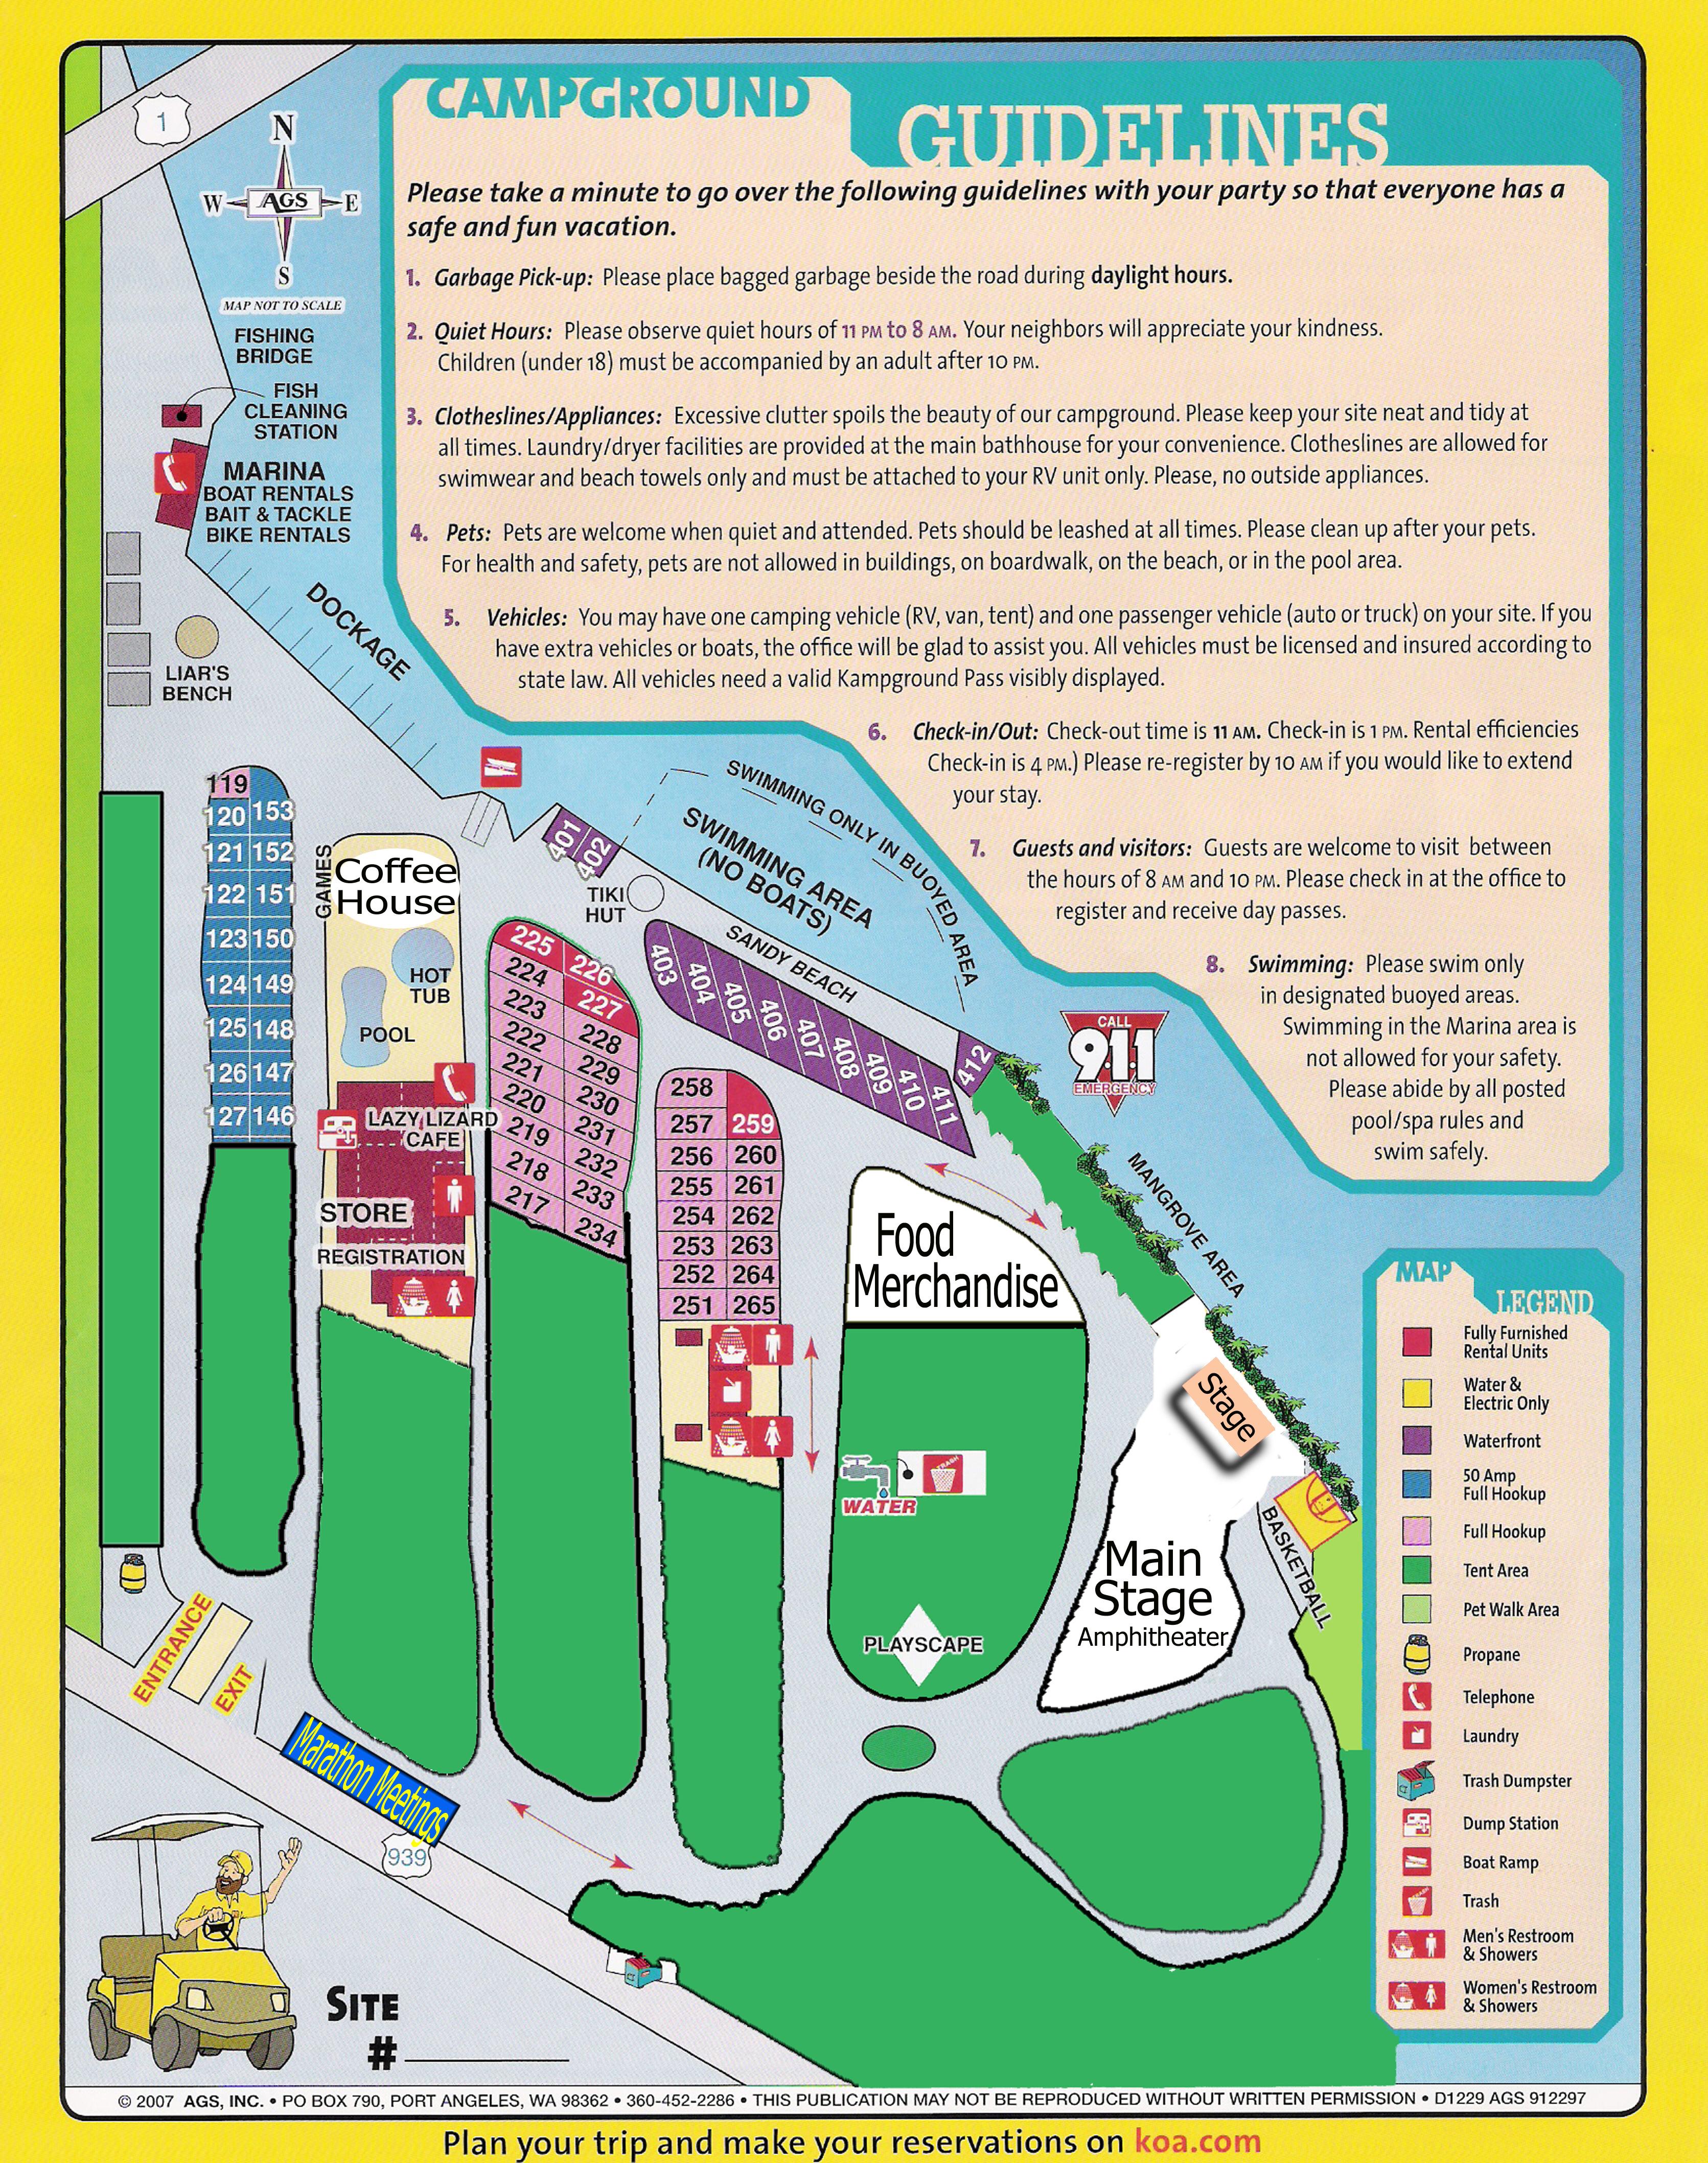 CAMPGROUND
GUIDELINES
Please take a minute to go over the following guidelines with your party so that everyone has a
safe and fun vacation.
1. Garbage Pick-up: Please place bagged garbage beside the road during daylight hours.
2. Quiet Hours: Please observe quiet hours of 11 PM to 8 AM. Your neighbors will appreciate your kindness.
Children (under 18) must be accompanied by an adult after 10 PM.
3. Clotheslines/Appliances: Excessive clutter spoils the beauty of our campground. Please keep your site neat and tidy at
all times. Laundry/dryer facilities are provided at the main bathhouse for your convenience. Clotheslines are allowed for
swimwear and beach towels only and must be attached to your RV unit only. Please, no outside appliances.
4. Pets: Pets are welcome when quiet and attended. Pets should be leashed at all times. Please clean up after your pets.
For health and safety, pets are not allowed in buildings, on boardwalk, on the beach, or in the pool area.
5. Vehicles: You may have one camping vehicle (RV, van, tent) and one passenger vehicle (auto or truck) on your site. If you
have extra vehicles or boats, the office will be glad to assist you. All vehicles must be licensed and insured according to
state law. All vehicles need a valid Kampground Pass visibly displayed.
6. Check-in/Out: Check-out time is 11 AM. Check-in is 1 PM. Rental efficiencies
Check-in is 4 PM.) Please re-register by 10 AM if you would like to extend
your stay.
7. Guests and visitors: Guests are welcome to visit between
the hours of 8 AM and 10 PM. Please check in at the office to
register and receive day passes.
8. Swimming: Please swim only
in designated buoyed areas.
Swimming in the Marina area is
not allowed for your safety.
Please abide by all posted
pool/spa rules and
swim safely.
1
N
W AGS E
S
MAP NOT TO SCALE
FISHING
BRIDGE
FISH
CLEANING
STATION
MARINA
BOAT RENTALS
BAIT & TACKLE
BIKE RENTALS
DOCKAGE
LIAR'S
BENCH
119
120 153
121 152
122 151
123 150
124 149
125 148
126 147
127 146
GAMES
Coffee
House
HOT
TUB
POOL
LAZY LIZARD
CAFE
STORE
REGISTRATION
401
402
TIKI
HUT
SWIMMING ONLY IN BUOYED AREA
SWIMMING AREA
(NO BOATS)
SANDY BEACH
403
404
405
406
407
408
409
410
411
412
225
226
224
227
223
228
222
229
221
230
220
231
219
232
218
233
217
234
258
257 259
256 260
255 261
254 262
253 263
252 264
251 265
CALL
911
EMERGENCY
MANGROVE AREA
Food
Merchandise
Stage
WATER
TRASH
PLAYSCAPE
Main
Stage
Amphitheater
BASKETBALL
ENTRANCE
EXIT
Marathon Meetings
939
SITE
#
MAP
LEGEND
Fully Furnished
Rental Units
Water &
Electric Only
Waterfront
50 Amp
Full Hookup
Full Hookup
Tent Area
Pet Walk Area
Propane
Telephone
Laundry
Trash Dumpster
Dump Station
Boat Ramp
Trash
Men's Restroom
& Showers
Women's Restroom
& Showers
© 2007 AGS, INC. • PO BOX 790, PORT ANGELES, WA 98362 • 360-452-2286 • THIS PUBLICATION MAY NOT BE REPRODUCED WITHOUT WRITTEN PERMISSION • D1229 AGS 912297
Plan your trip and make your reservations on koa.com